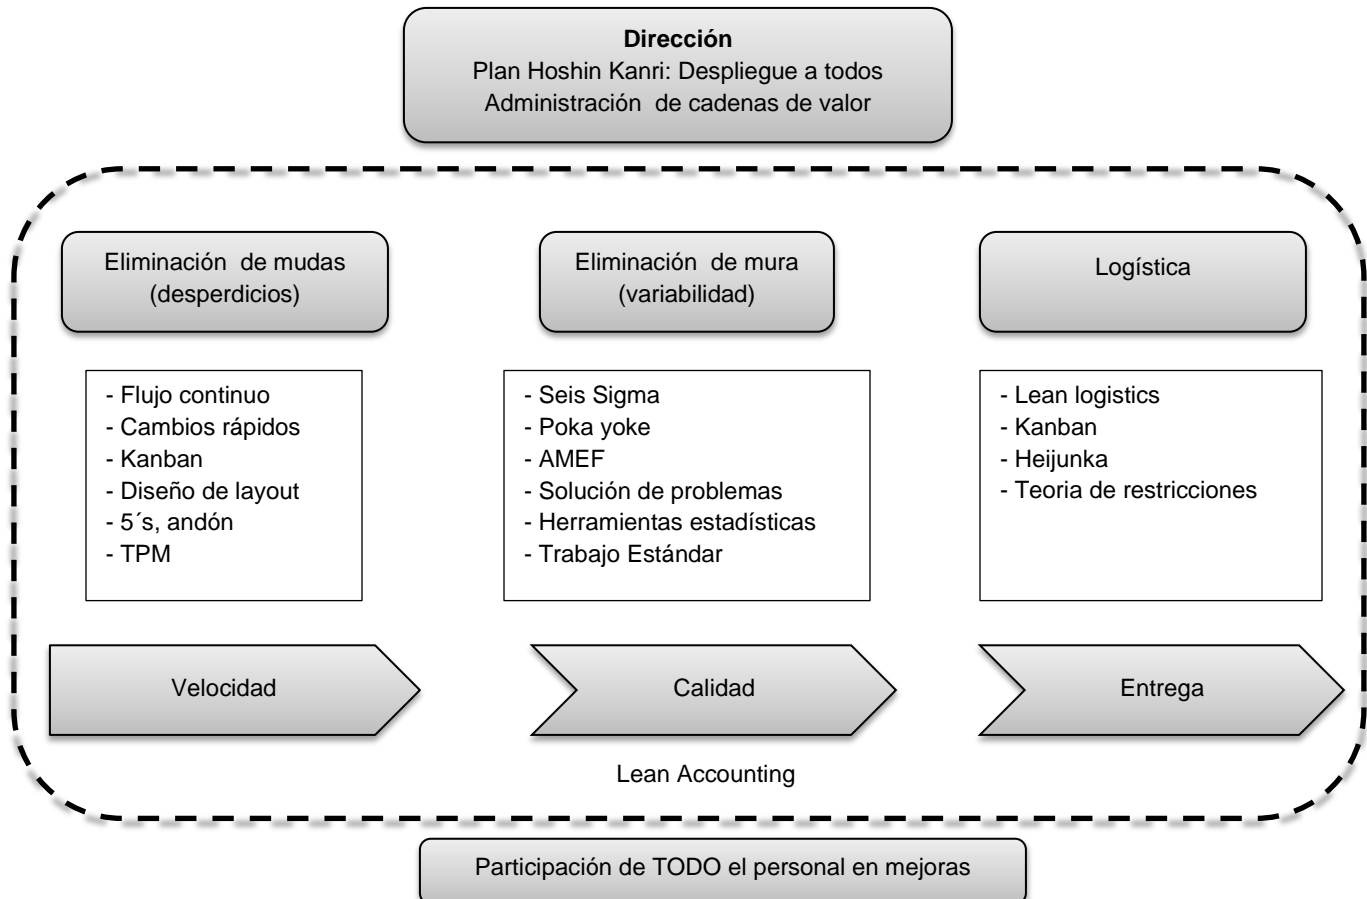 Dirección
Plan Hoshin Kanri: Despliegue a todos
Administración de cadenas de valor
Eliminación de mudas
(desperdicios)
Eliminación de mura
(variabilidad)
Logística
- Flujo continuo
- Cambios rápidos
- Kanban
- Diseño de layout
- 5´s, andón
- TPM
- Seis Sigma
- Poka yoke
- AMEF
- Solución de problemas
- Herramientas estadísticas
- Trabajo Estándar
- Lean logistics
- Kanban
- Heijunka
- Teoria de restricciones
Velocidad
Calidad
Entrega
Lean Accounting
Participación de TODO el personal en mejoras